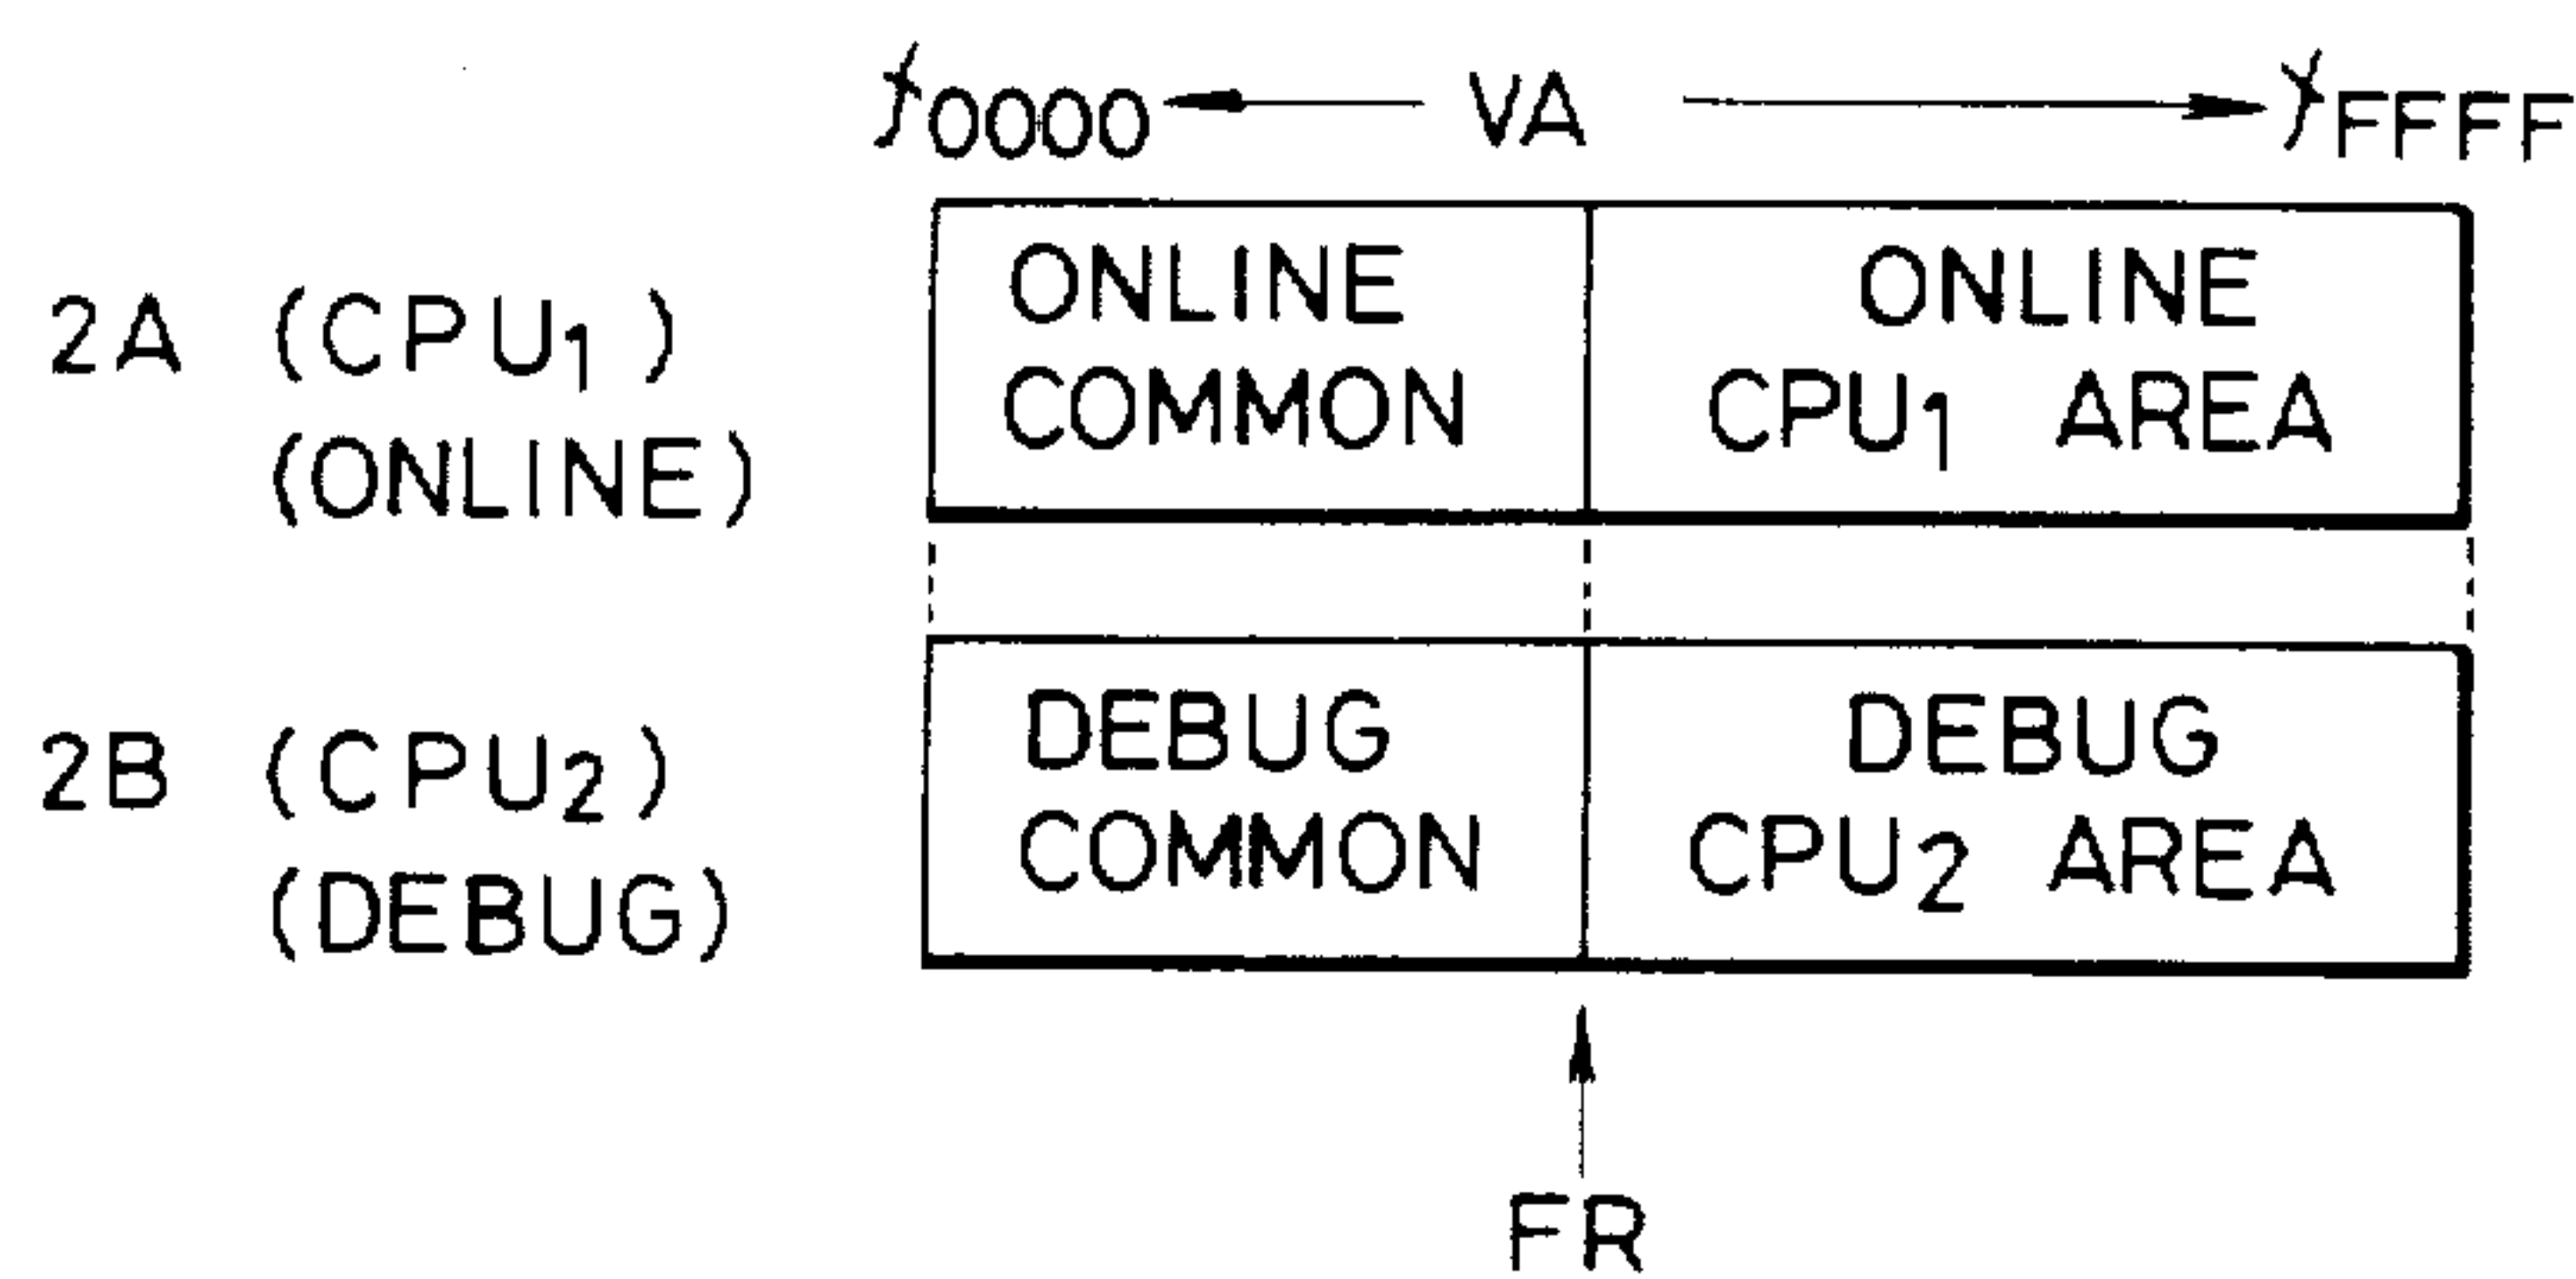 0000 VA FFFF
2A (CPU1)
(ONLINE)
ONLINE
COMMON
ONLINE
CPU1 AREA
2B (CPU2)
(DEBUG)
DEBUG
COMMON
DEBUG
CPU2 AREA
FR